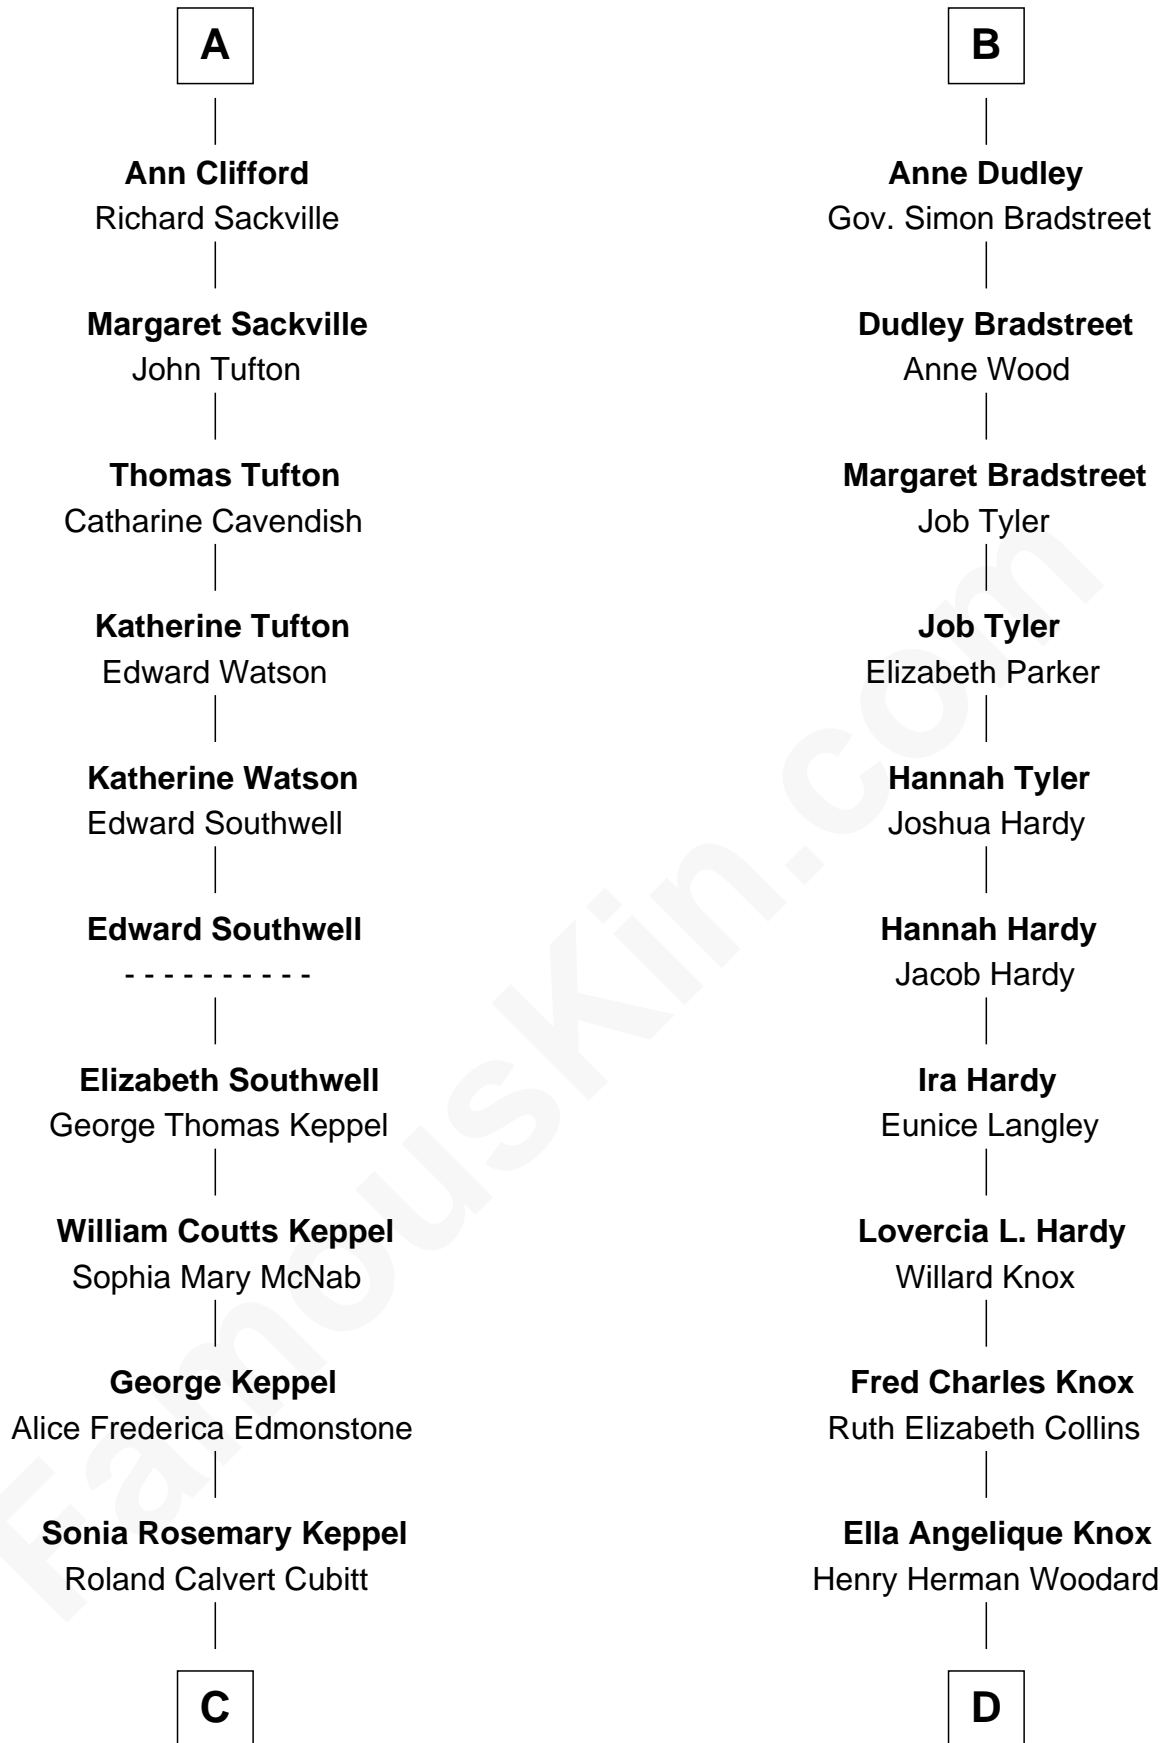 A
Ann Clifford
Richard Sackville
Margaret Sackville
John Tufton
Thomas Tufton
Catharine Cavendish
Katherine Tufton
Edward Watson
Katherine Watson
Edward Southwell
Edward Southwell
- - - - - - - - - -
Elizabeth Southwell
George Thomas Keppel
William Coutts Keppel
Sophia Mary McNab
George Keppel
Alice Frederica Edmonstone
Sonia Rosemary Keppel
Roland Calvert Cubitt
C
B
Anne Dudley
Gov. Simon Bradstreet
Dudley Bradstreet
Anne Wood
Margaret Bradstreet
Job Tyler
Job Tyler
Elizabeth Parker
Hannah Tyler
Joshua Hardy
Hannah Hardy
Jacob Hardy
Ira Hardy
Eunice Langley
Lovercia L. Hardy
Willard Knox
Fred Charles Knox
Ruth Elizabeth Collins
Ella Angelique Knox
Henry Herman Woodard
D
FamousKin.com